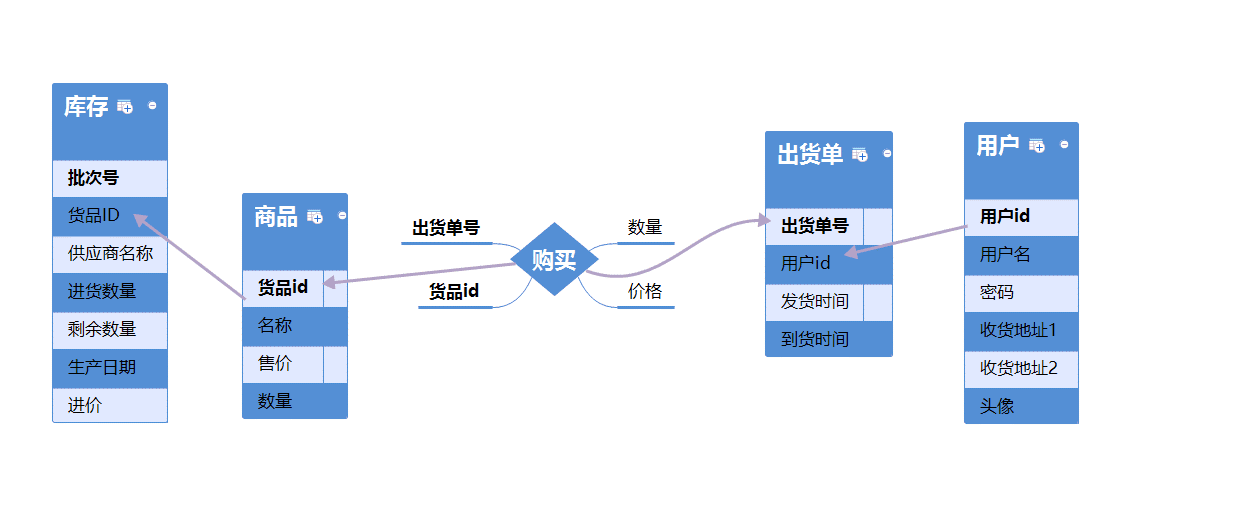 库存
批次号
货品ID
供应商名称
进货数量
剩余数量
生产日期
进价
商品
货品id
名称
售价
数量
出货单号
货品id
购买
数量
价格
出货单
出货单号
用户id
发货时间
到货时间
用户
用户id
用户名
密码
收货地址1
收货地址2
头像